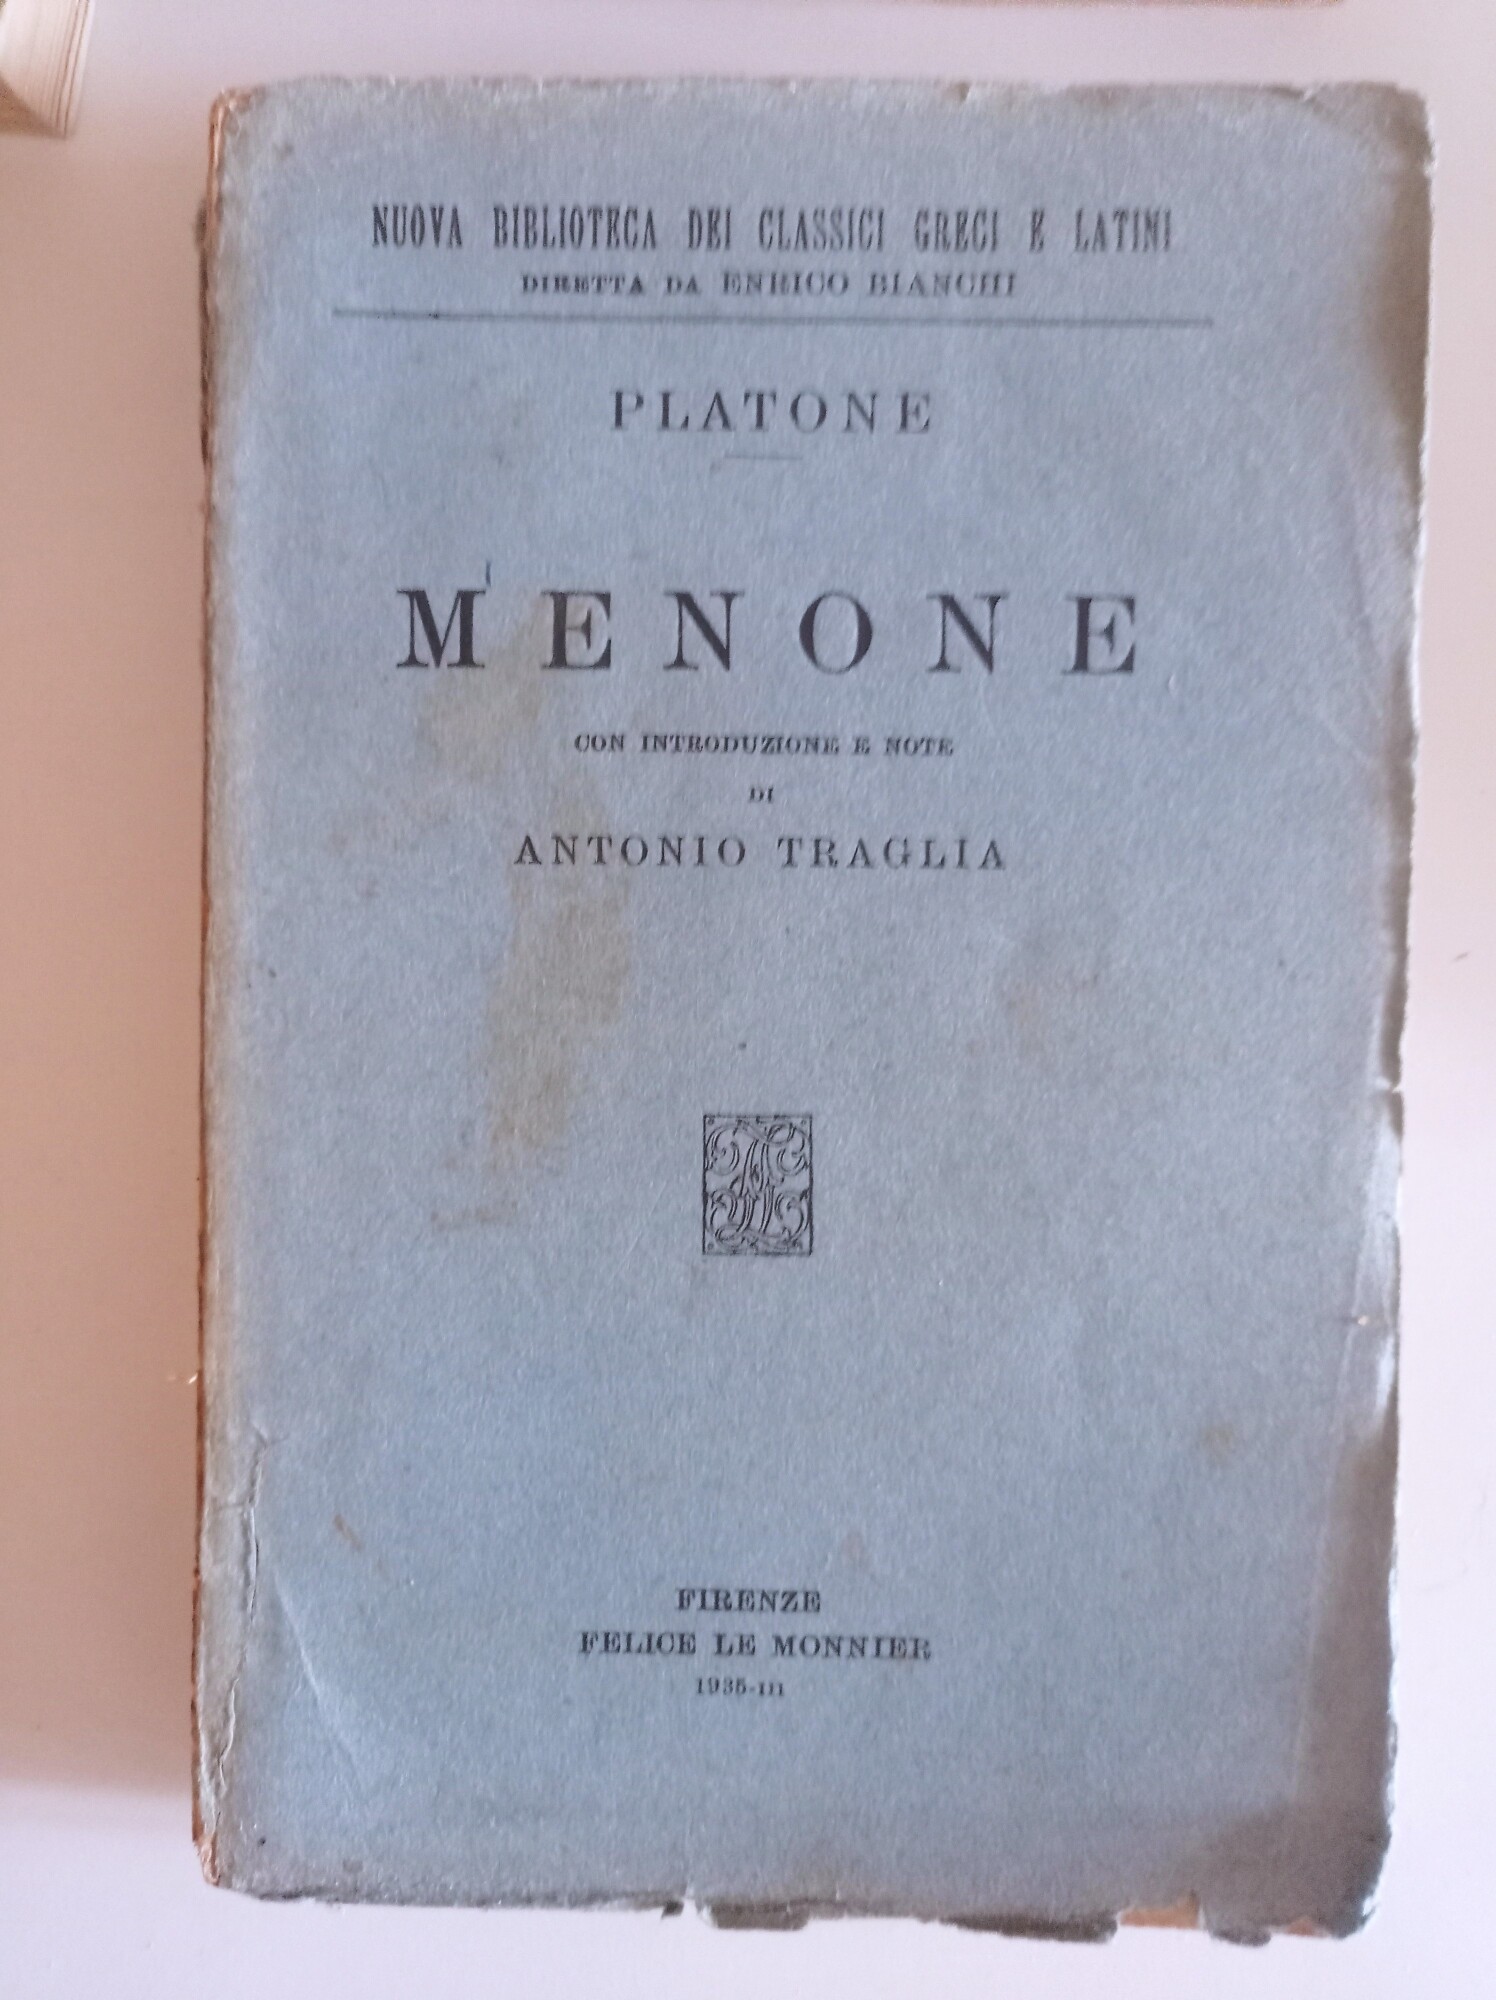 NUOVA BIBLIOTECA DEI CLASSICI GRECI E LATINI
DIRETTA DA ENRICO BIANCHI
PLATONE
MENONE
CON INTRODUZIONE E NOTE
DI
ANTONIO TRAGLIA
FIRENZE
FELICE LE MONNIER
1935-III